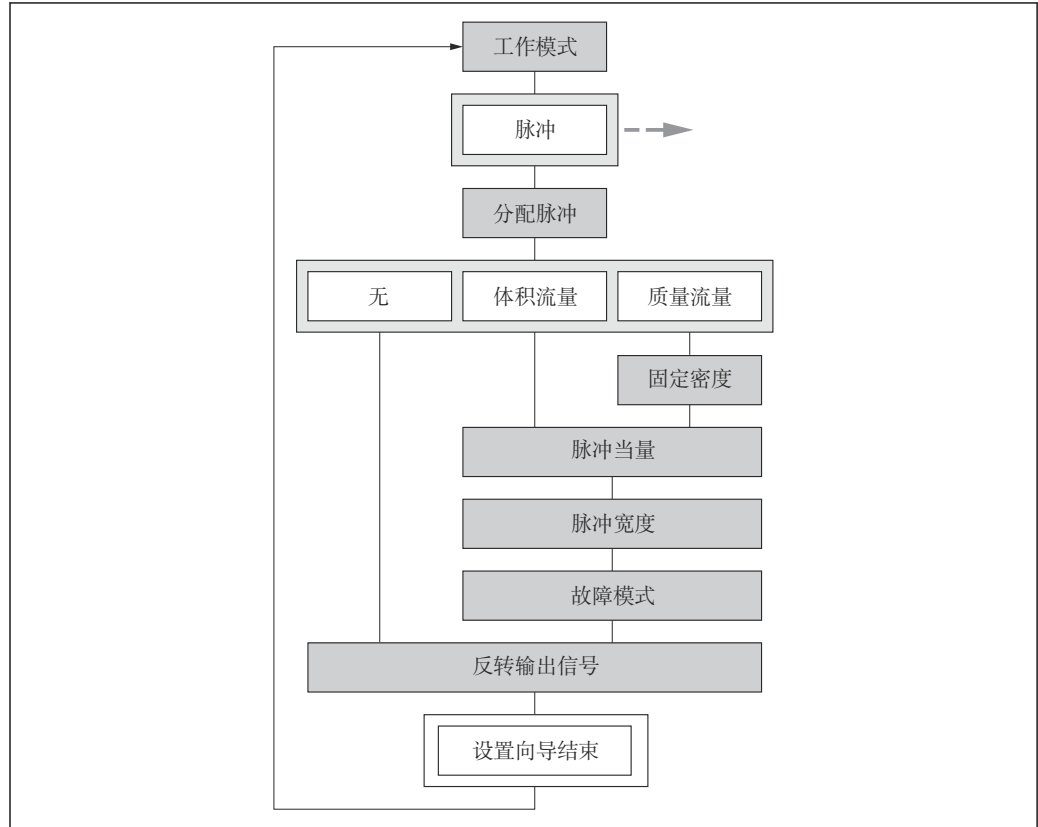 工作模式
脉冲
分配脉冲
无 体积流量 质量流量
固定密度
脉冲当量
脉冲宽度
故障模式
反转输出信号
设置向导结束